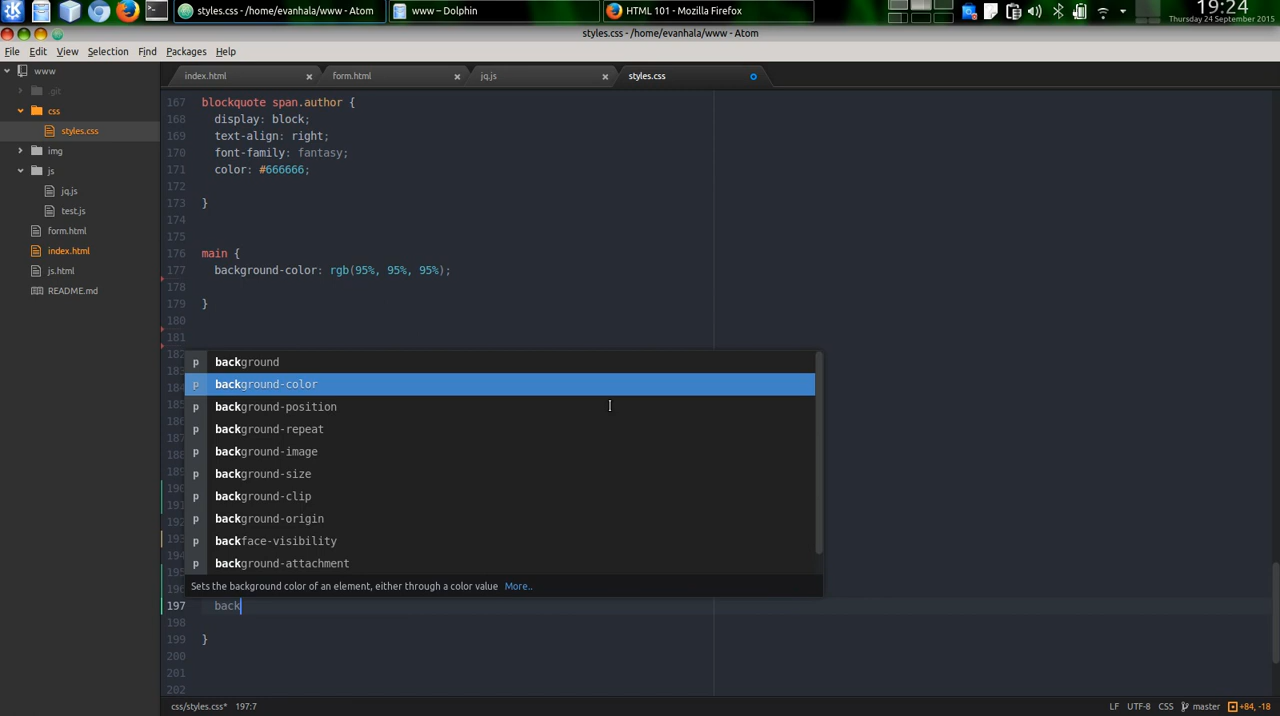 styles.css - /home/evanhala/www - Atom
www – Dolphin
HTML 101 - Mozilla Firefox
19:24
Thursday 24 September 2015
styles.css - /home/evanhala/www - Atom
File Edit View Selection Find Packages Help
www
.git
css
styles.css
img
js
jq.js
test.js
form.html
index.html
js.html
README.md
index.html
form.html
jq.js
styles.css
167 blockquote span.author {
168 display: block;
169 text-align: right;
170 font-family: fantasy;
171 color: #666666;
172
173 }
174
175
176 main {
177 background-color: rgb(95%, 95%, 95%);
178
179 }
180
181
p background
p background-color
p background-position
p background-repeat
p background-image
p background-size
p background-clip
p background-origin
p backface-visibility
p background-attachment
Sets the background color of an element, either through a color value More..
197 back
198
199 }
200
201
202
css/styles.css* 197:7
LF UTF-8 CSS master +84, -18